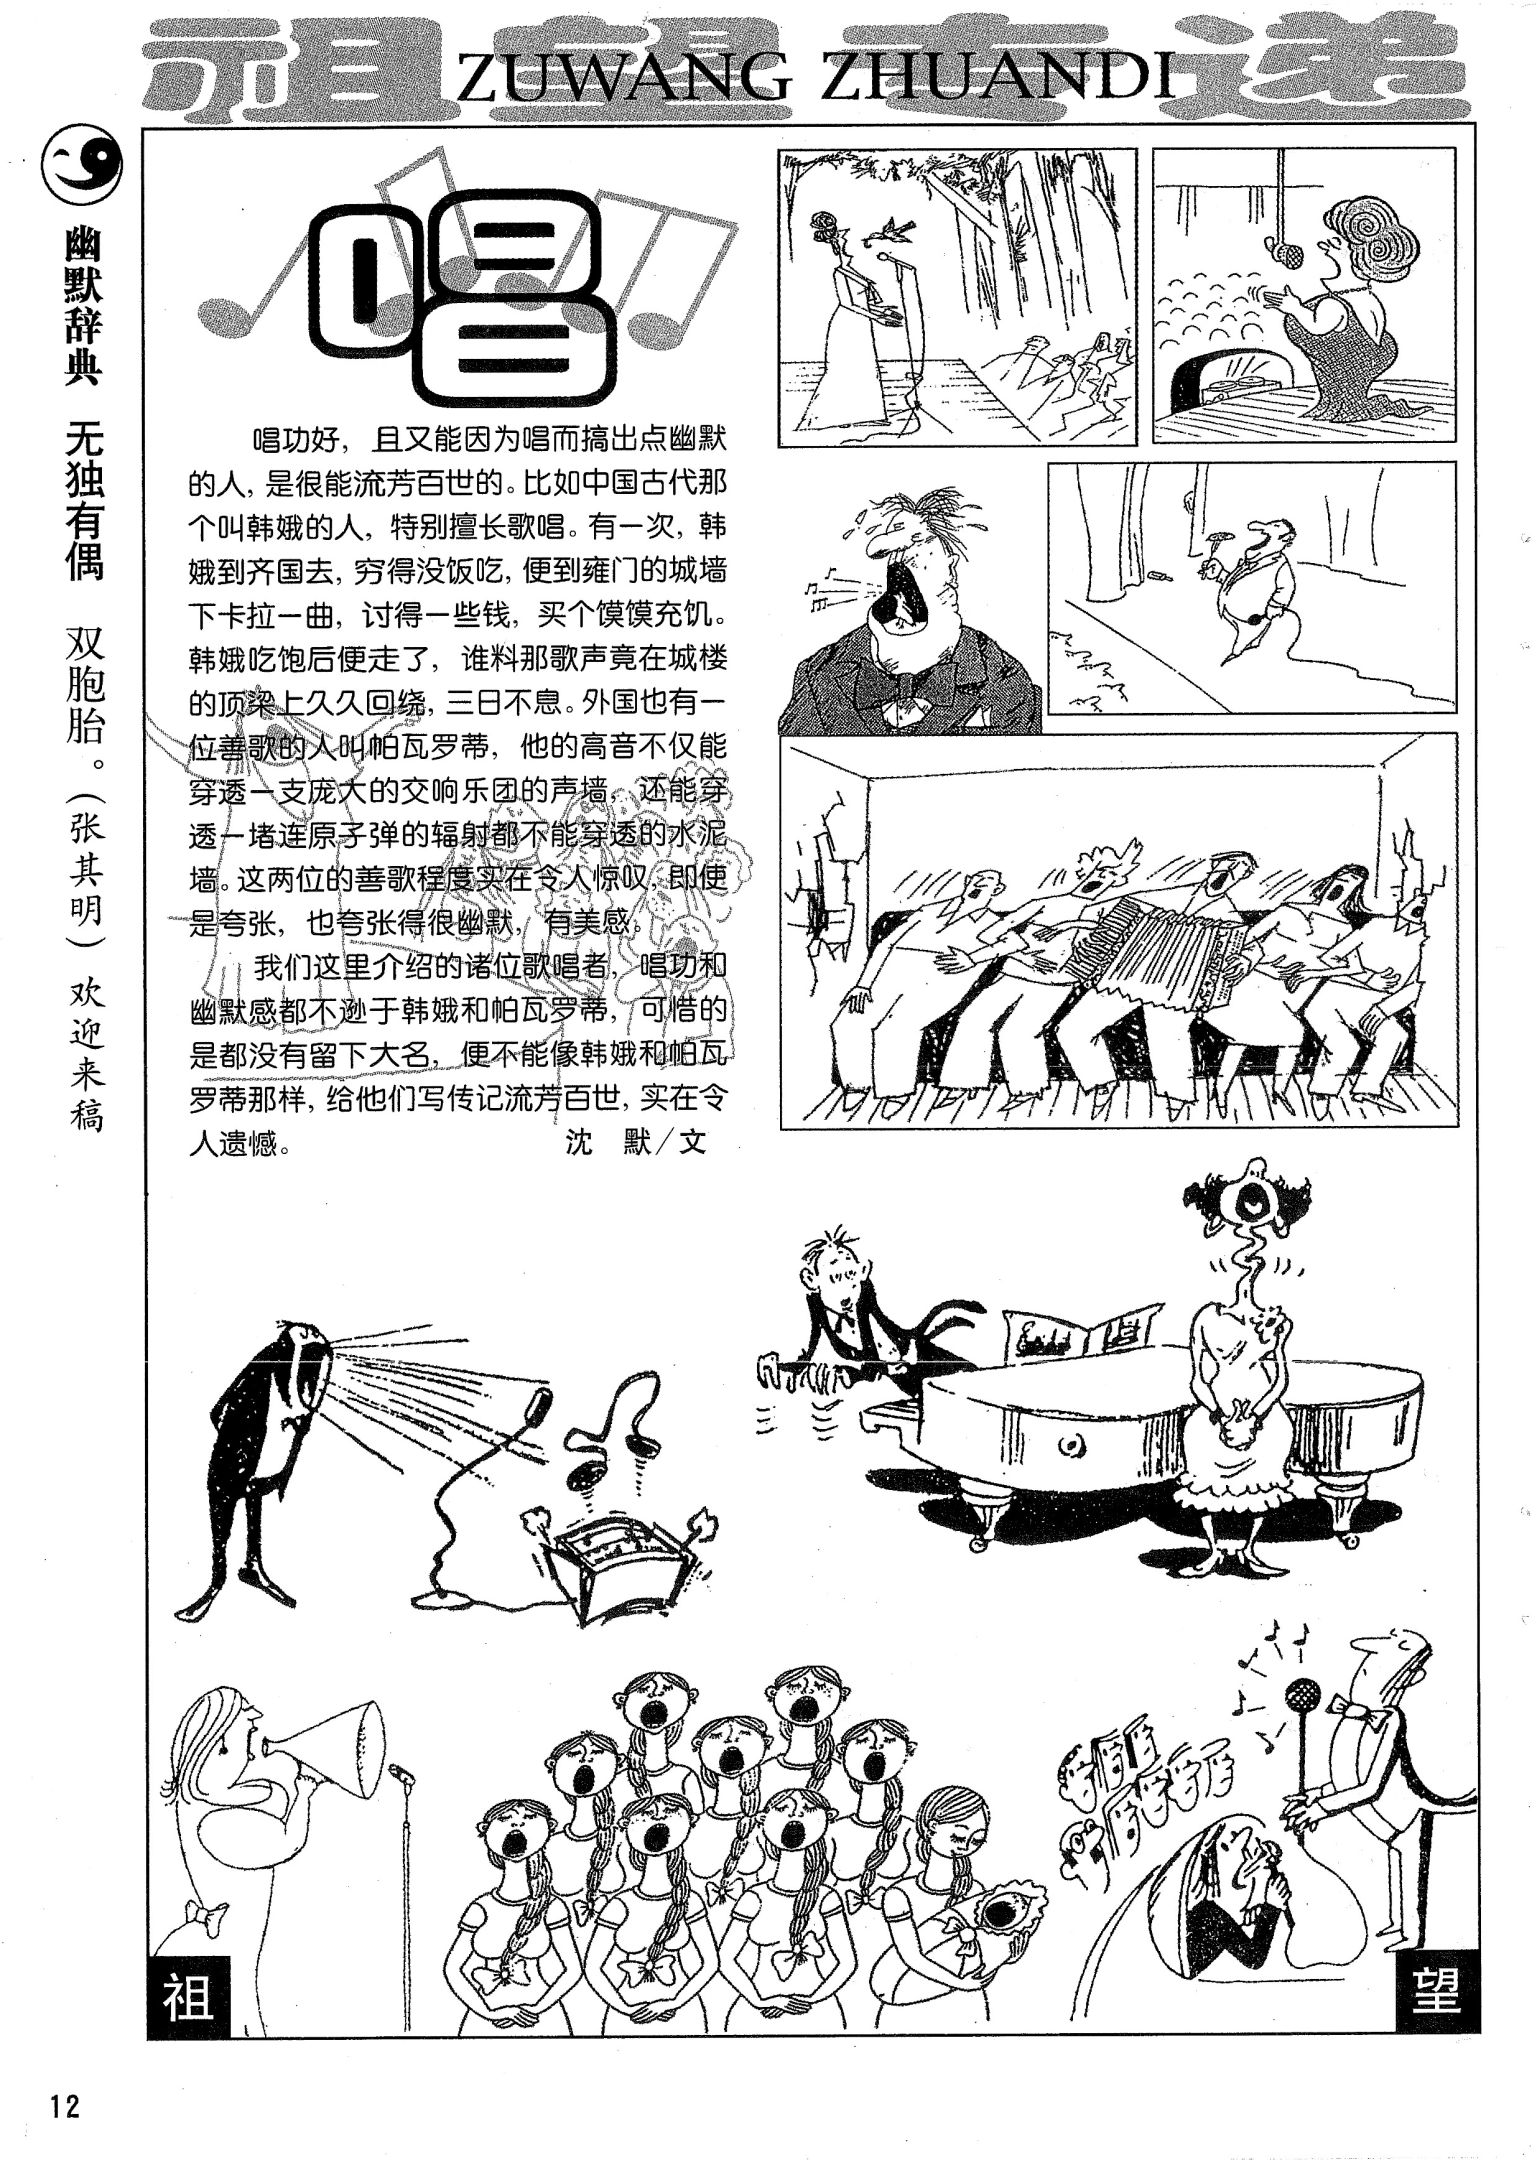 祖望专递
ZUWANG ZHUANDI
幽默辞典 无独有偶 双胞胎。(张其明)欢迎来稿
唱
唱功好，且又能因为唱而搞出点幽默
的人，是很能流芳百世的。比如中国古代那
个叫韩娥的人，特别擅长歌唱。有一次，韩
娥到齐国去，穷得没饭吃，便到雍门的城墙
下卡拉一曲，讨得一些钱，买个馍馍充饥。
韩娥吃饱后便走了，谁料那歌声竟在城楼
的顶梁上久久回绕，三日不息。外国也有一
位善歌的人叫帕瓦罗蒂，他的高音不仅能
穿透一支庞大的交响乐团的声墙，还能穿
透一堵连原子弹的辐射都不能穿透的水泥
墙。这两位的善歌程度实在令人惊叹，即使
是夸张，也夸张得很幽默，有美感。
我们这里介绍的诸位歌唱者，唱功和
幽默感都不逊于韩娥和帕瓦罗蒂，可惜的
是都没有留下大名，便不能像韩娥和帕瓦
罗蒂那样，给他们写传记流芳百世，实在令
人遗憾。 沈 默/文
祖
望
12